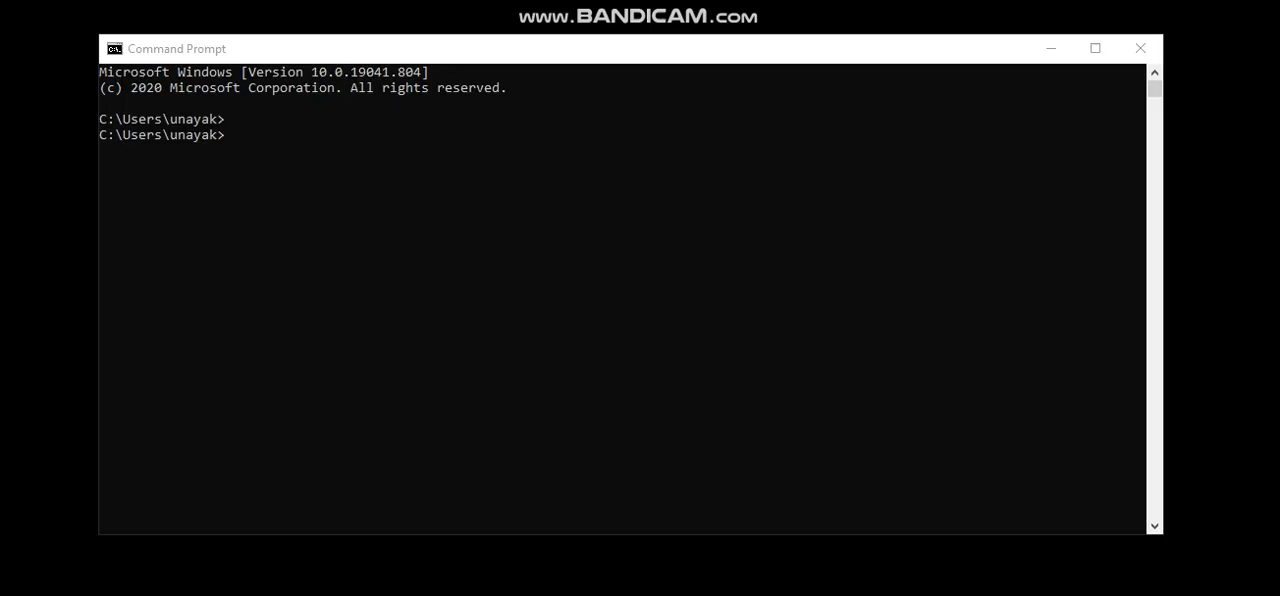 www.BANDICAM.com
Command Prompt
Microsoft Windows [Version 10.0.19041.804]
(c) 2020 Microsoft Corporation. All rights reserved.
C:\Users\unayak>
C:\Users\unayak>